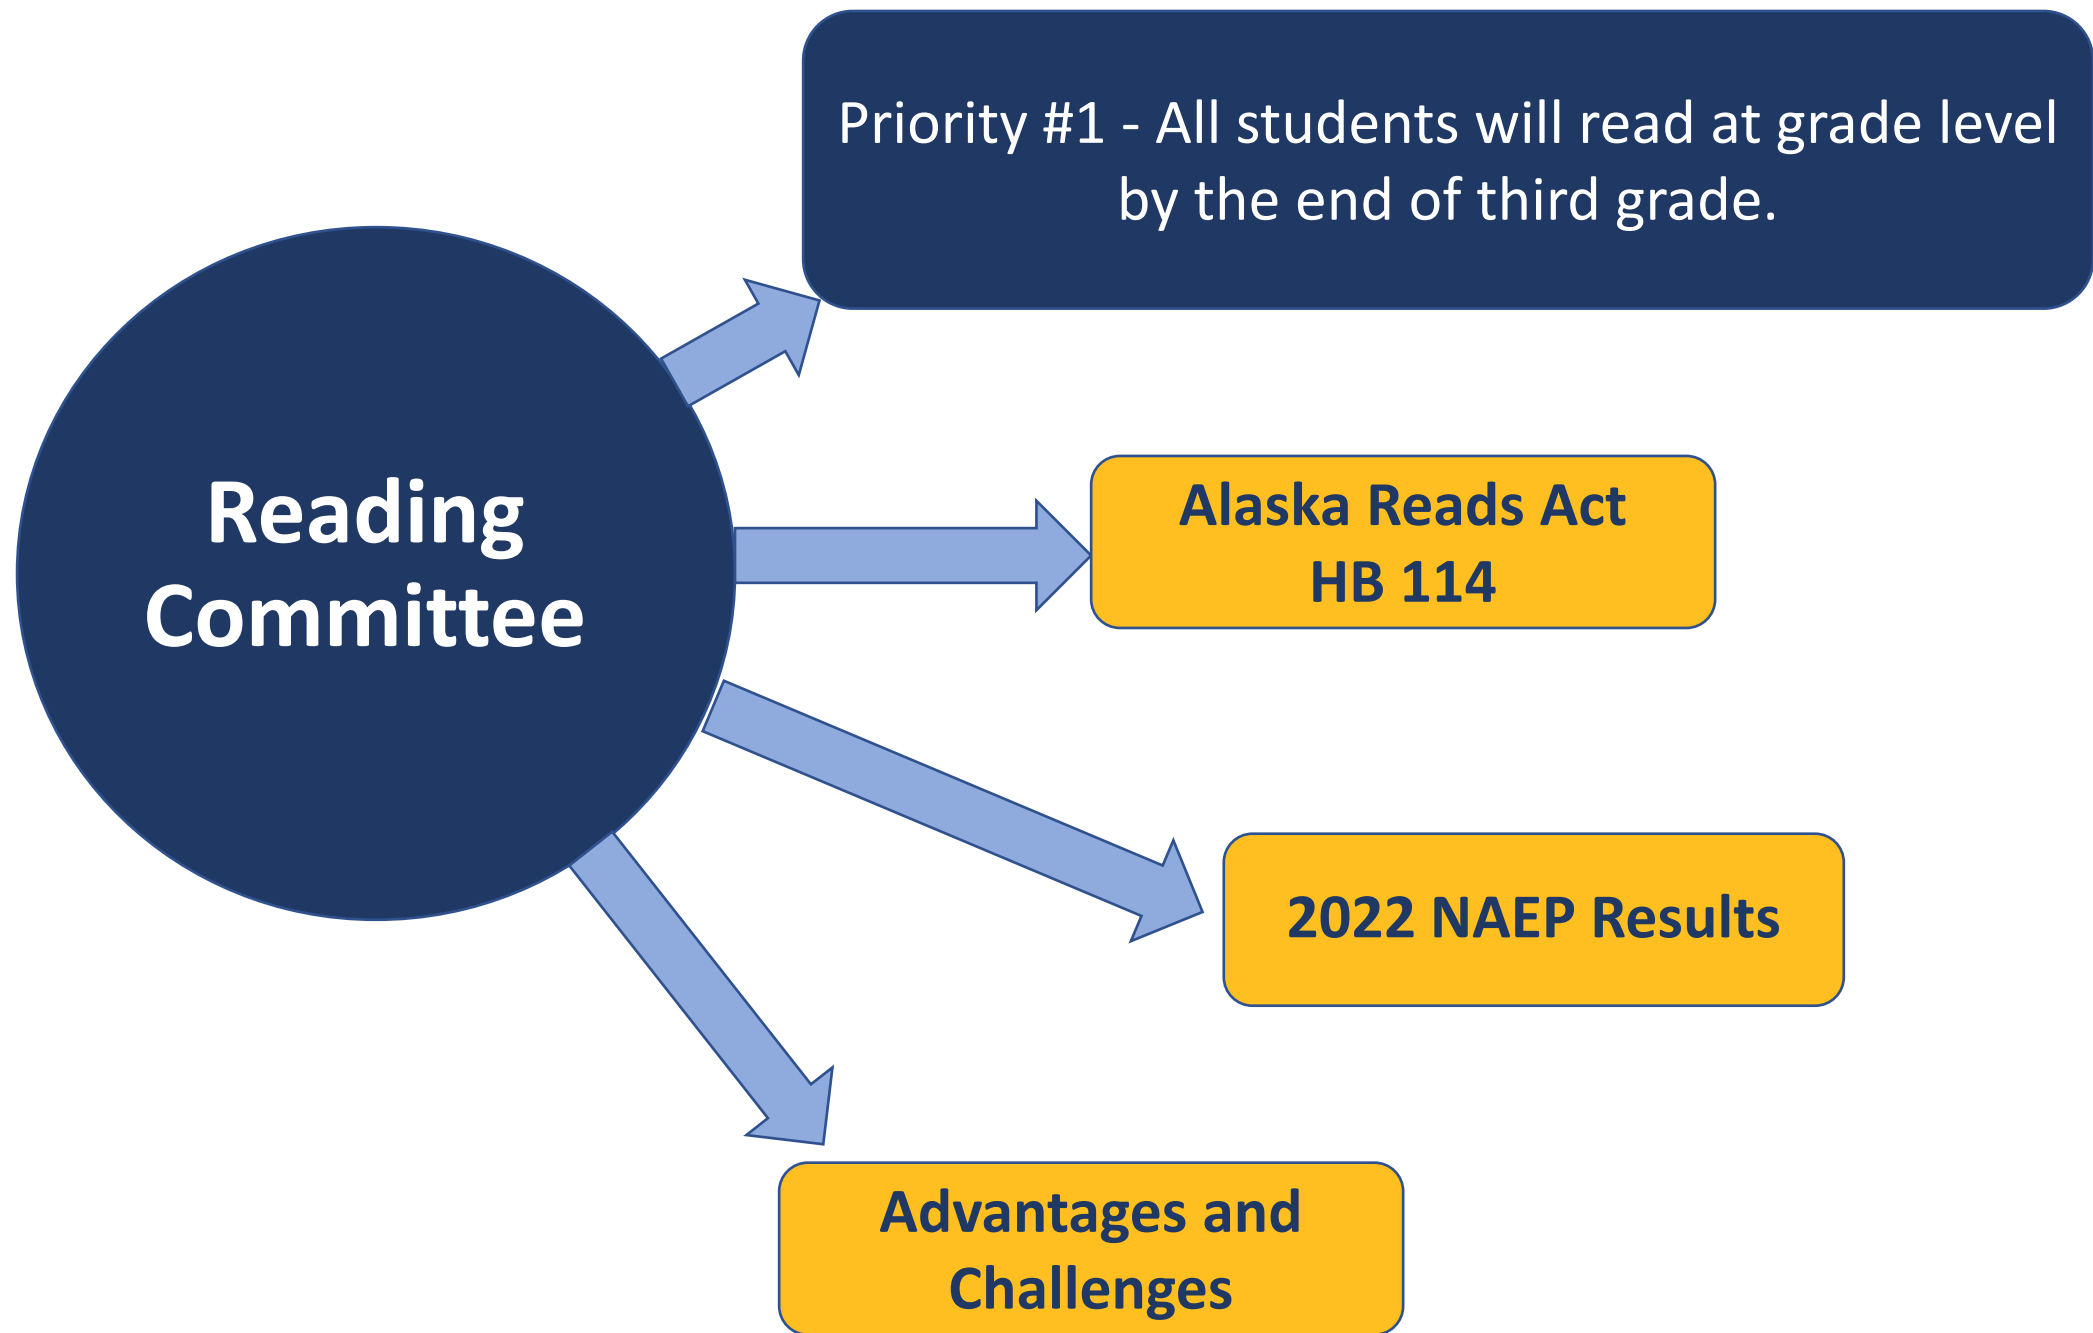 Priority #1 - All students will read at grade level
by the end of third grade.
Reading
Committee
Alaska Reads Act
HB 114
2022 NAEP Results
Advantages and
Challenges